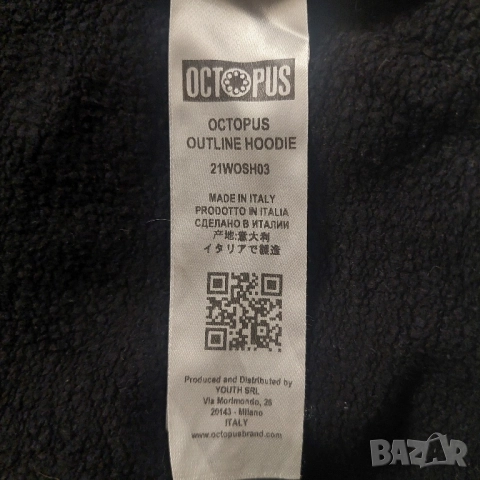 OCTOPUS
OCTOPUS
OUTLINE HOODIE
21WOSH03
MADE IN ITALY
PRODOTTO IN ITALIA
СДЕЛАНО В ИТАЛИИ
产地:意大利
イタリアで製造
Produced and Distributed by
YOUTH SRL
Via Morimondo, 26
20143 - Milano
ITALY
www.octopusbrand.com
BAZAR